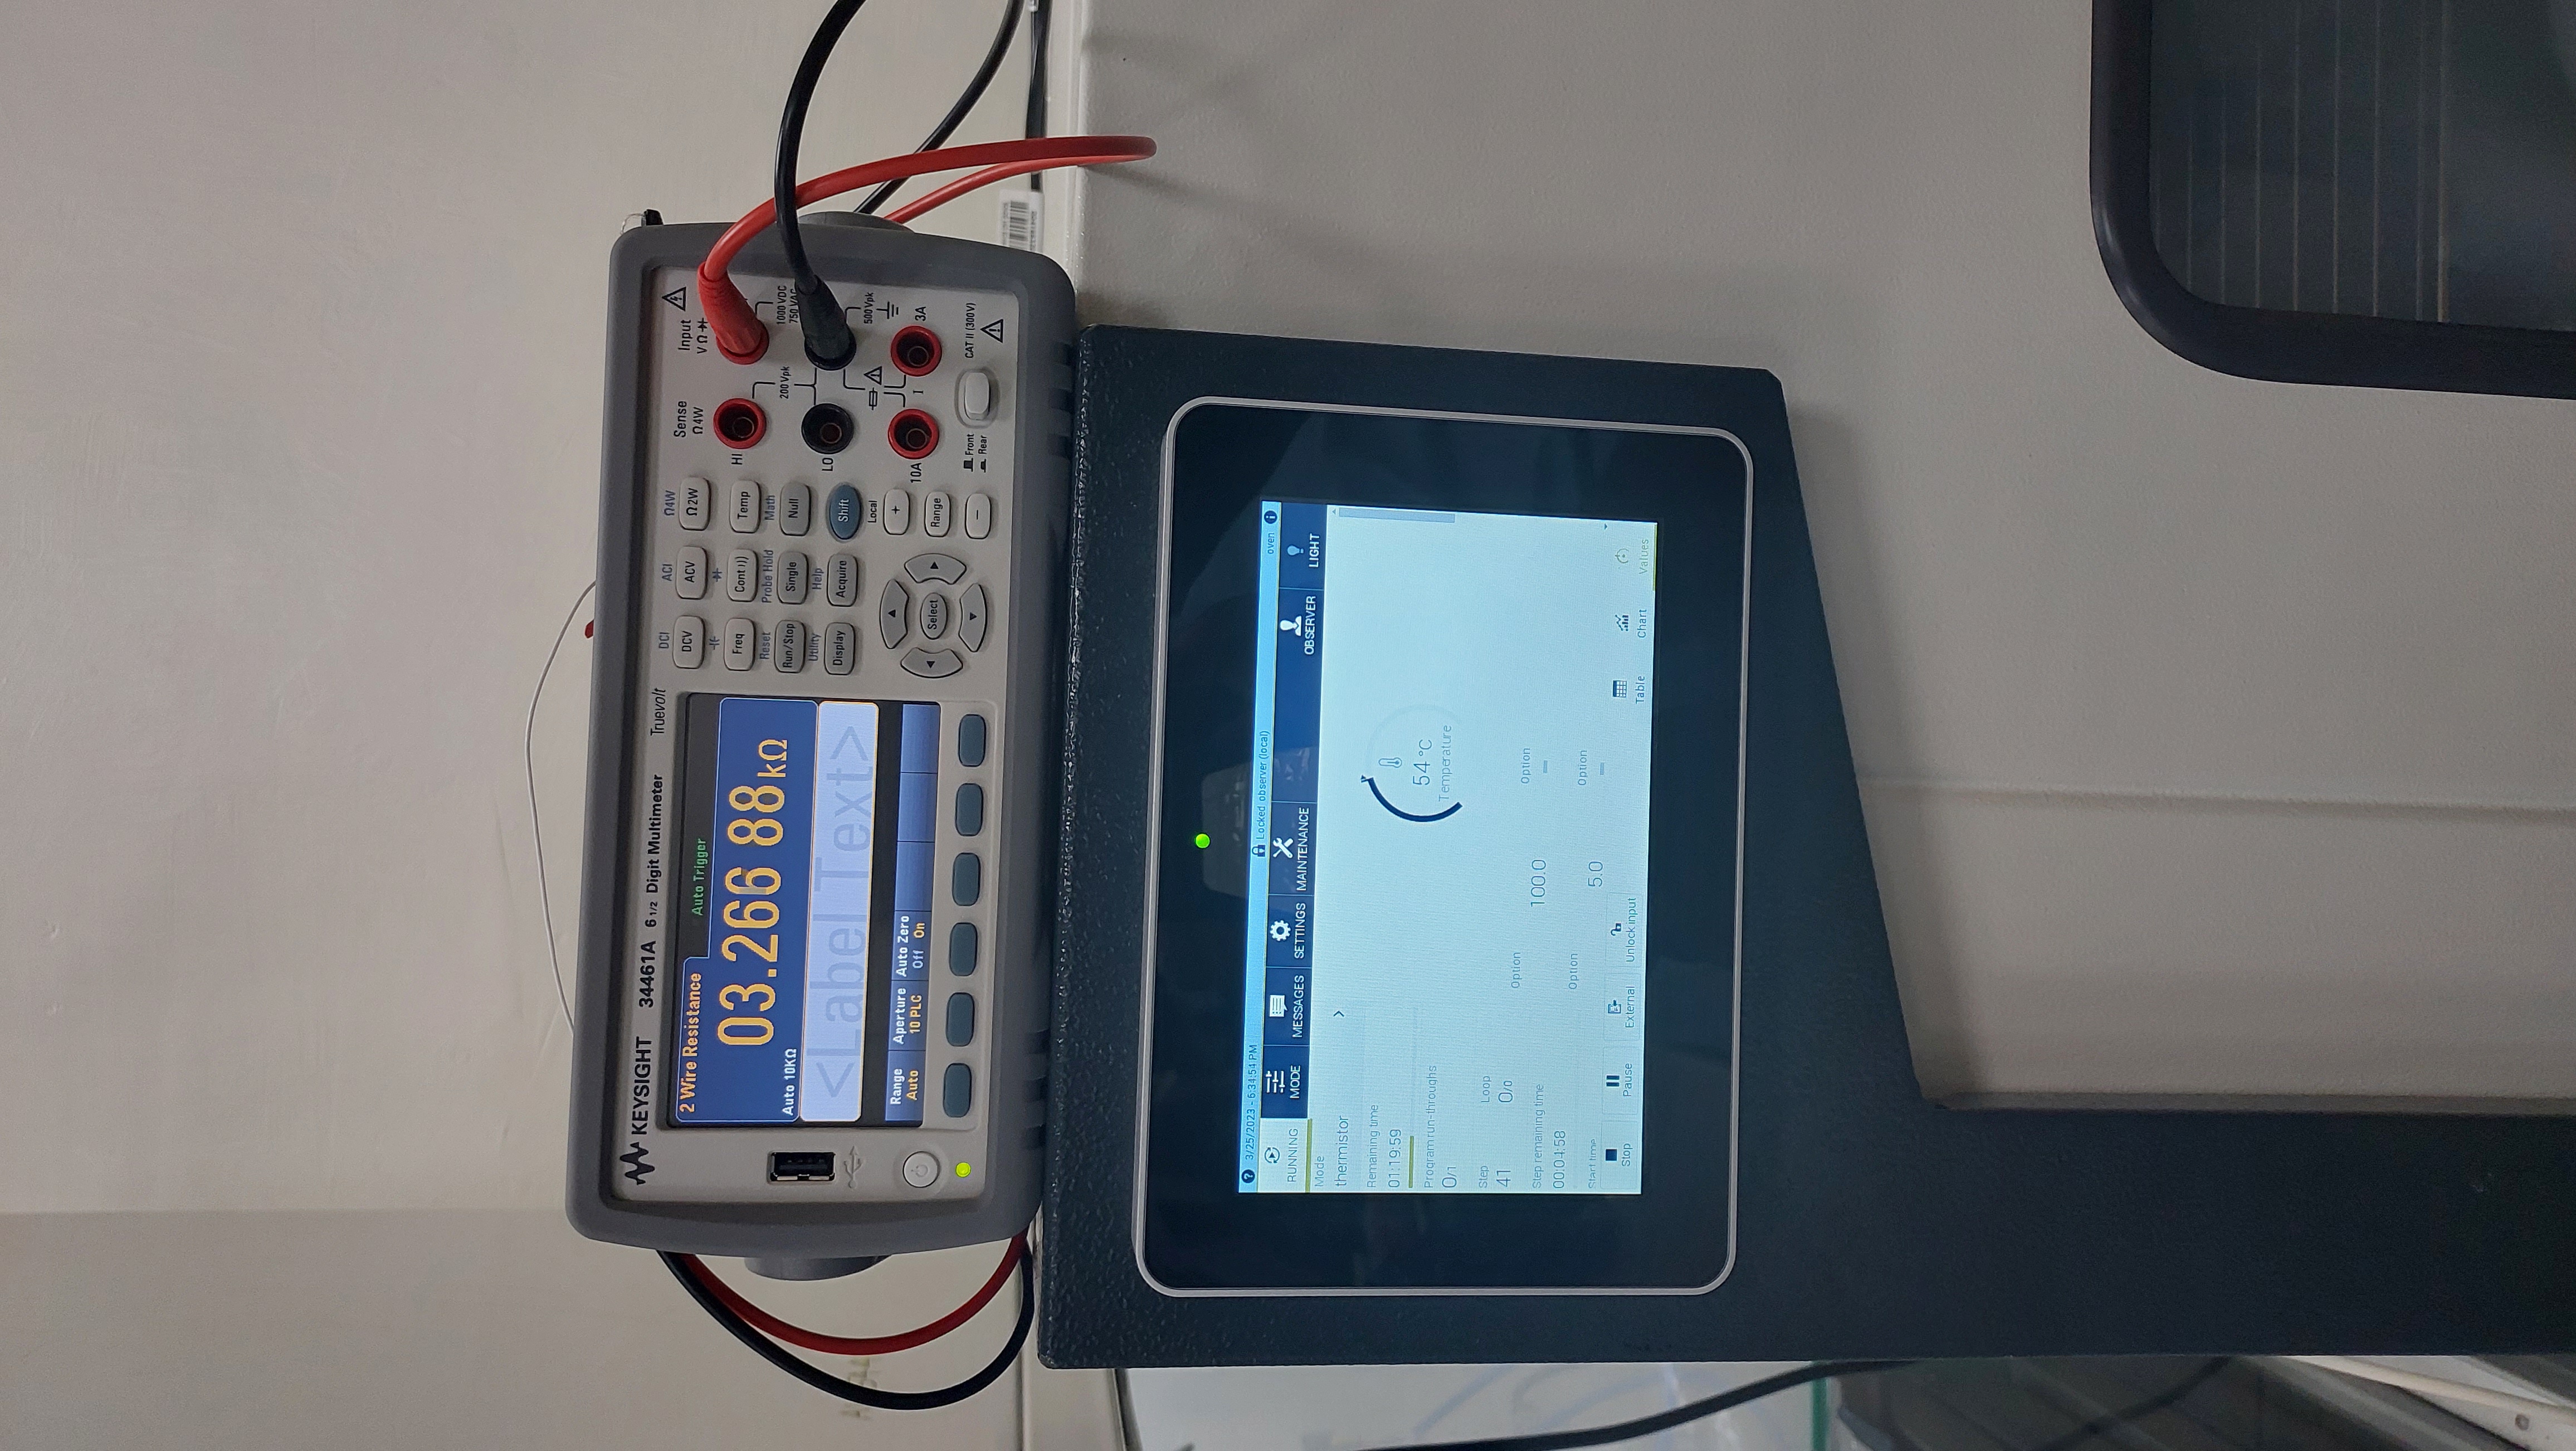 KEYSIGHT 34461A 6 1/2 Digit Multimeter Truevolt
2 Wire Resistance
Auto Trigger
03.266 88 kΩ
Auto 10KΩ
<Label Text>
Range Auto
Aperture 10 PLC
Auto Zero Off On
DCI ACI Ω4W
DCV ACV Ω2W
Freq Cont Temp
Reset Probe Hold Math
Run/Stop Single Null
Utility Help
Display Acquire Shift
Local
+
Select Range
−
Sense Ω4W
Input VΩ
HI
200 Vpk
1000 VDC
750 VAC
LO
500Vpk
10A I 3A
Front
Rear
CAT II (300V)
3/25/2023 - 6:34:54 PM
Locked observer (local)
oven
RUNNING MODE MESSAGES SETTINGS MAINTENANCE OBSERVER LIGHT
Mode
thermistor
Remaining time
01:19:59
Program run-throughs
0/1
Step Loop
41 0/0
Step remaining time
00:04:58
Start time
54 °C
Temperature
Option 100.0
Option
Option 5.0
Option
Stop Pause External Unlock input Table Chart Values